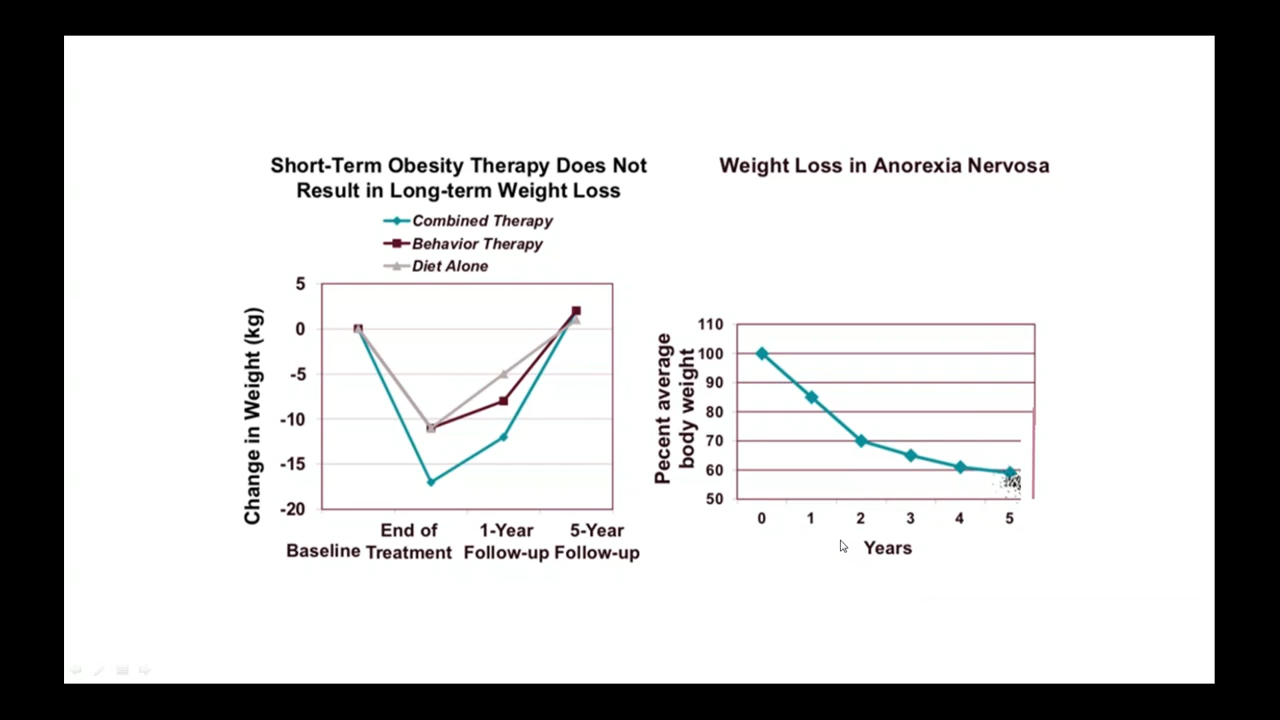 Short-Term Obesity Therapy Does Not
Result in Long-term Weight Loss
Combined Therapy
Behavior Therapy
Diet Alone
Change in Weight (kg)
5
0
-5
-10
-15
-20
Baseline
End of
Treatment
1-Year
Follow-up
5-Year
Follow-up
Weight Loss in Anorexia Nervosa
Pecent average
body weight
110
100
90
80
70
60
50
0 1 2 3 4 5
Years